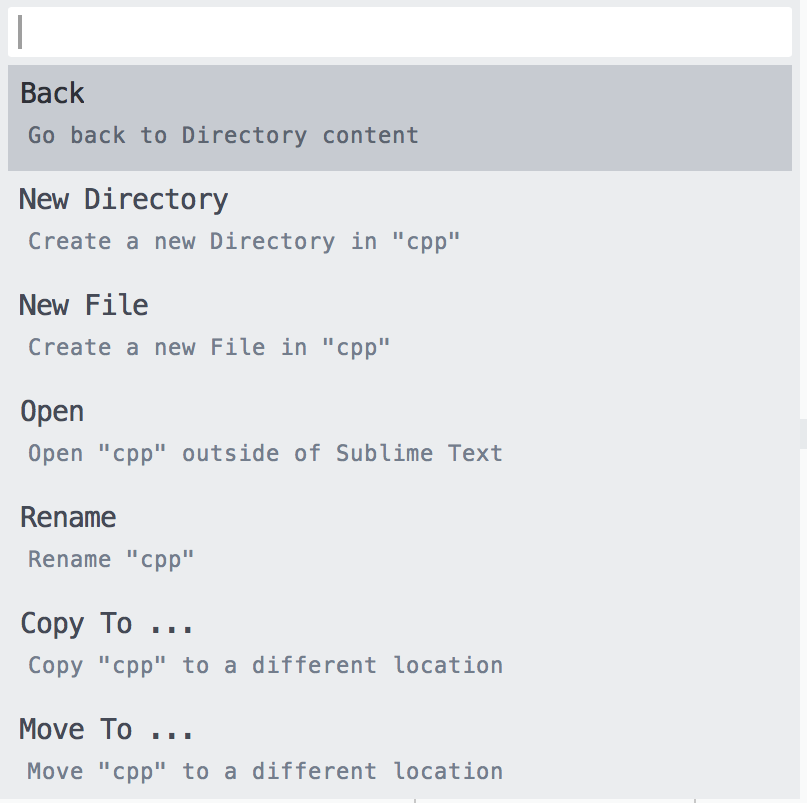 Back
Go back to Directory content
New Directory
Create a new Directory in "cpp"
New File
Create a new File in "cpp"
Open
Open "cpp" outside of Sublime Text
Rename
Rename "cpp"
Copy To ...
Copy "cpp" to a different location
Move To ...
Move "cpp" to a different location